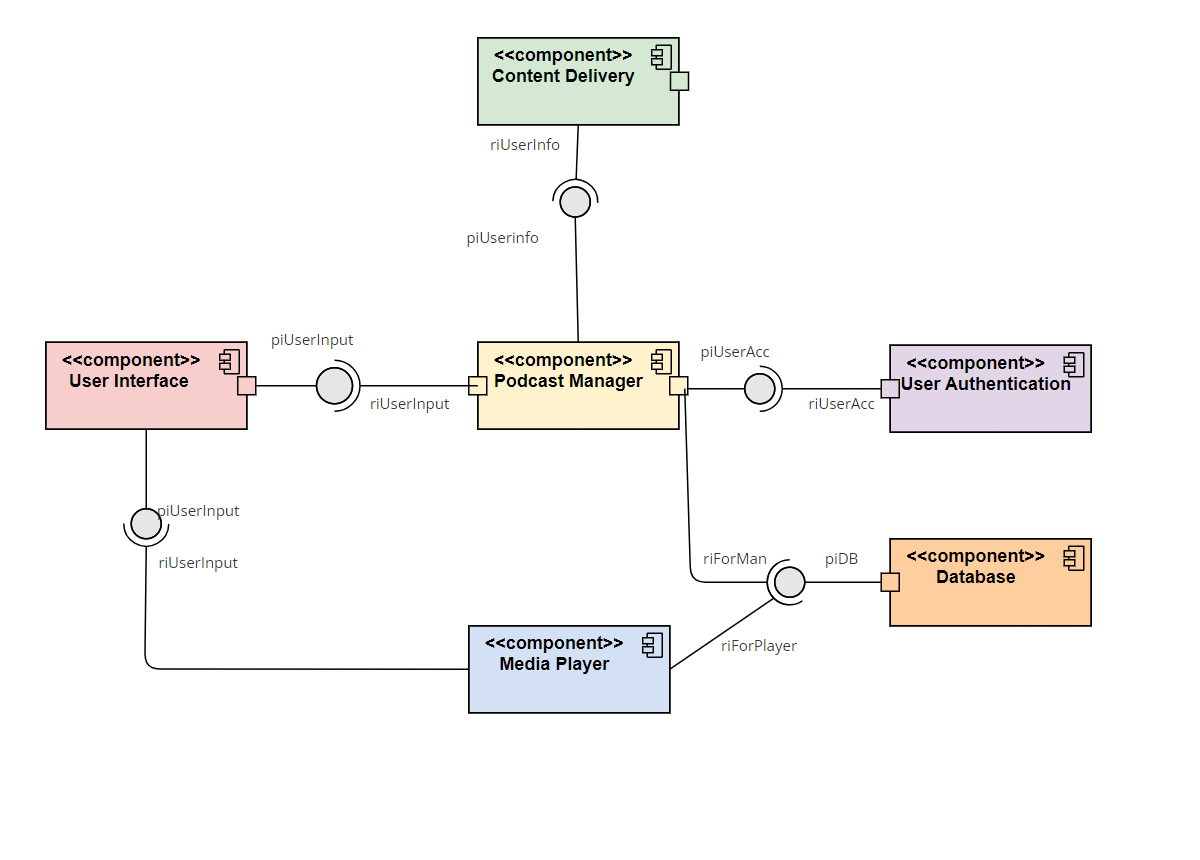 <<component>>
Content Delivery
riUserInfo
piUserinfo
piUserInput
<<component>>
User Interface
riUserInput
<<component>>
Podcast Manager
piUserAcc
riUserAcc
<<component>>
User Authentication
piUserInput
riUserInput
riForMan
piDB
<<component>>
Database
riForPlayer
<<component>>
Media Player